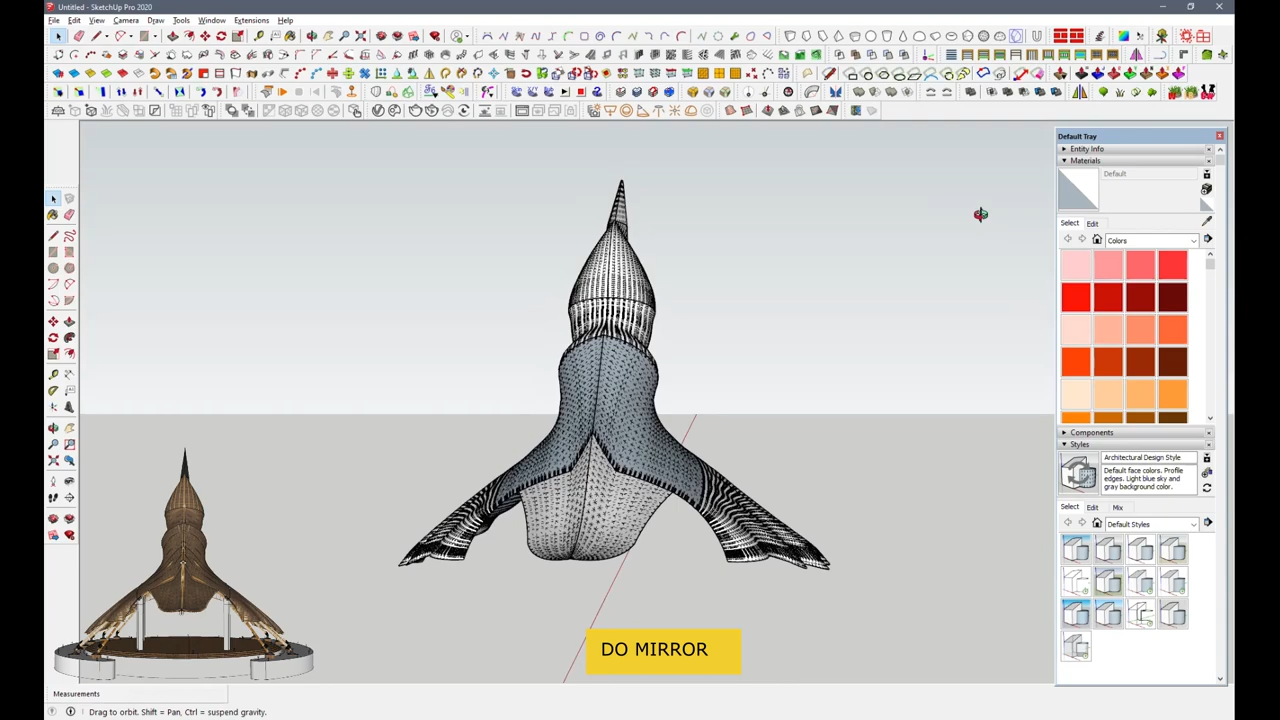 Untitled - SketchUp Pro 2020
File Edit View Camera Draw Tools Window Extensions Help
Default Tray
Entity Info
Materials
Default
Select Edit
Colors
Components
Styles
Architectural Design Style
Default face colors. Profile
edges. Light blue sky and
gray background color.
Select Edit Mix
Default Styles
DO MIRROR
Measurements
Drag to orbit. Shift = Pan, Ctrl = suspend gravity.